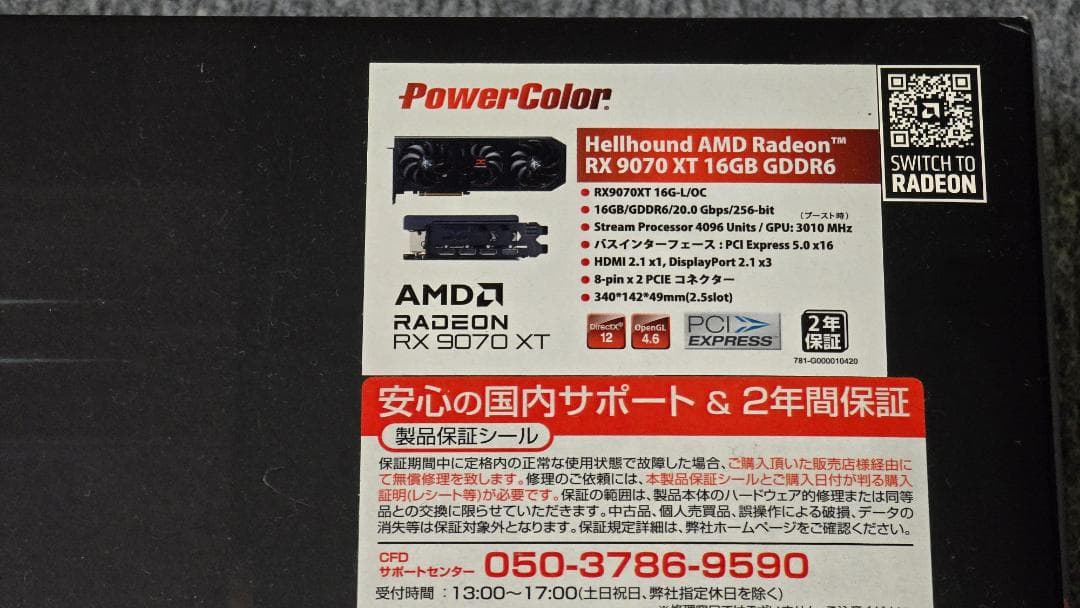 PowerColor
Hellhound AMD Radeon™
RX 9070 XT 16GB GDDR6
SWITCH TO
RADEON
● RX9070XT 16G-L/OC
● 16GB/GDDR6/20.0 Gbps/256-bit
(ブースト時)
● Stream Processor 4096 Units / GPU: 3010 MHz
● バスインターフェース : PCI Express 5.0 x16
● HDMI 2.1 x1, DisplayPort 2.1 x3
● 8-pin x 2 PCIE コネクター
● 340*142*49mm(2.5slot)
AMD
RADEON
RX 9070 XT
DirectX®
12
OpenGL
4.6
PCI
EXPRESS™
2年
保証
781-G000010420
安心の国内サポート & 2年間保証
製品保証シール
保証期間中に定格内の正常な使用状態で故障した場合、ご購入頂いた販売店様経由に
て無償修理を致します。修理のご依頼には、本製品保証シールとご購入日付が判る購入
証明(レシート等)が必要です。保証の範囲は、製品本体のハードウェア的修理または同等
品との交換に限らせていただきます。中古品、個人売買品、誤操作による破損、データの
消失等は保証対象外となります。保証規定詳細は、弊社ホームページをご確認ください。
CFD
サポートセンター 050-3786-9590
受付時間 : 13:00〜17:00(土日祝日、弊社指定休日を除く)